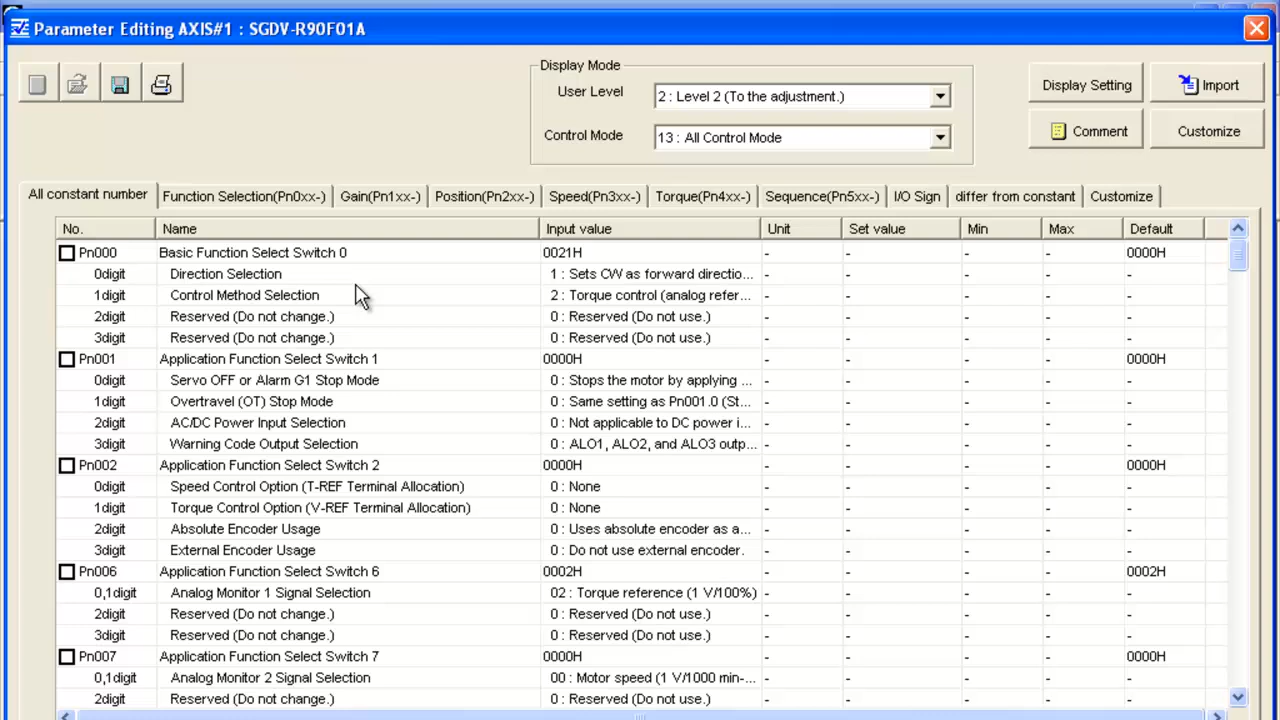 Parameter Editing AXIS#1 : SGDV-R90F01A
Display Mode
User Level 2 : Level 2 (To the adjustment.)
Control Mode 13 : All Control Mode
Display Setting Import
Comment Customize
All constant number Function Selection(Pn0xx-) Gain(Pn1xx-) Position(Pn2xx-) Speed(Pn3xx-) Torque(Pn4xx-) Sequence(Pn5xx-) I/O Sign differ from constant Customize
No. Name Input value Unit Set value Min Max Default
Pn000 Basic Function Select Switch 0 0021H - - - - 0000H
0digit Direction Selection 1 : Sets CW as forward directio... - - - - -
1digit Control Method Selection 2 : Torque control (analog refer... - - - - -
2digit Reserved (Do not change.) 0 : Reserved (Do not use.) - - - - -
3digit Reserved (Do not change.) 0 : Reserved (Do not use.) - - - - -
Pn001 Application Function Select Switch 1 0000H - - - - 0000H
0digit Servo OFF or Alarm G1 Stop Mode 0 : Stops the motor by applying ... - - - - -
1digit Overtravel (OT) Stop Mode 0 : Same setting as Pn001.0 (St... - - - - -
2digit AC/DC Power Input Selection 0 : Not applicable to DC power i... - - - - -
3digit Warning Code Output Selection 0 : ALO1, ALO2, and ALO3 outp... - - - - -
Pn002 Application Function Select Switch 2 0000H - - - - 0000H
0digit Speed Control Option (T-REF Terminal Allocation) 0 : None - - - - -
1digit Torque Control Option (V-REF Terminal Allocation) 0 : None - - - - -
2digit Absolute Encoder Usage 0 : Uses absolute encoder as a... - - - - -
3digit External Encoder Usage 0 : Do not use external encoder. - - - - -
Pn006 Application Function Select Switch 6 0002H - - - - 0002H
0,1digit Analog Monitor 1 Signal Selection 02 : Torque reference (1 V/100%) - - - - -
2digit Reserved (Do not change.) 0 : Reserved (Do not use.) - - - - -
3digit Reserved (Do not change.) 0 : Reserved (Do not use.) - - - - -
Pn007 Application Function Select Switch 7 0000H - - - - 0000H
0,1digit Analog Monitor 2 Signal Selection 00 : Motor speed (1 V/1000 min-... - - - - -
2digit Reserved (Do not change.) 0 : Reserved (Do not use.) - - - - -